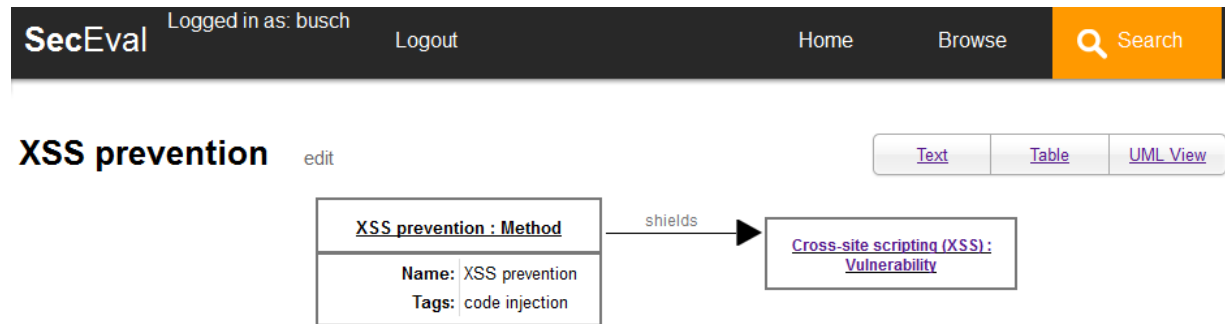 SecEval Logged in as: busch Logout Home Browse Search
XSS prevention edit Text Table UML View
XSS prevention : Method
shields
Cross-site scripting (XSS) :
Vulnerability
Name: XSS prevention
Tags: code injection